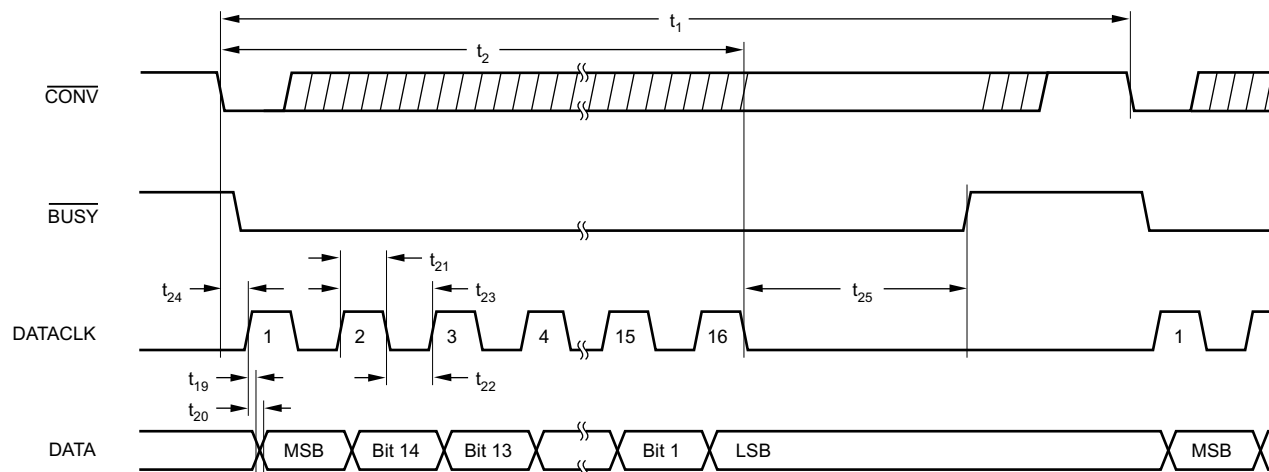 t1
t2
CONV
BUSY
t21
t24
t23
t25
DATACLK
1 2 3 4 15 16 1
t19
t22
t20
DATA
MSB Bit 14 Bit 13 Bit 1 LSB MSB